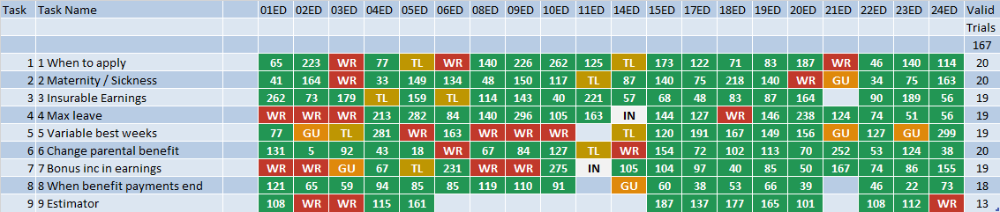 Task Task Name 01ED 02ED 03ED 04ED 05ED 06ED 08ED 09ED 10ED 11ED 14ED 15ED 17ED 18ED 19ED 20ED 21ED 22ED 23ED 24ED Valid
Trials
167
1 1 When to apply 65 223 WR 77 TL WR 140 226 262 125 TL 173 122 71 83 187 WR 46 140 114 20
2 2 Maternity / Sickness 41 164 WR 33 149 134 48 150 117 TL 87 140 75 218 140 WR GU 34 75 163 20
3 3 Insurable Earnings 262 73 179 TL 159 TL 114 143 40 221 57 68 48 83 87 164 90 189 56 19
4 4 Max leave WR WR WR 213 282 84 140 296 105 163 IN 144 127 WR 146 238 124 74 51 56 19
5 5 Variable best weeks 77 GU TL 281 WR 163 WR WR WR TL 120 191 167 149 156 GU 127 GU 299 19
6 6 Change parental benefit 131 5 92 43 18 WR 67 84 127 TL WR 154 72 102 113 70 252 53 124 38 20
7 7 Bonus inc in earnings WR WR GU 67 TL 231 WR WR 275 IN 105 104 97 40 85 50 167 74 86 155 19
8 8 When benefit payments end 121 65 59 94 85 85 119 110 91 GU 60 38 53 66 39 46 22 73 18
9 9 Estimator 108 WR WR 115 161 187 137 177 165 101 108 112 WR 13